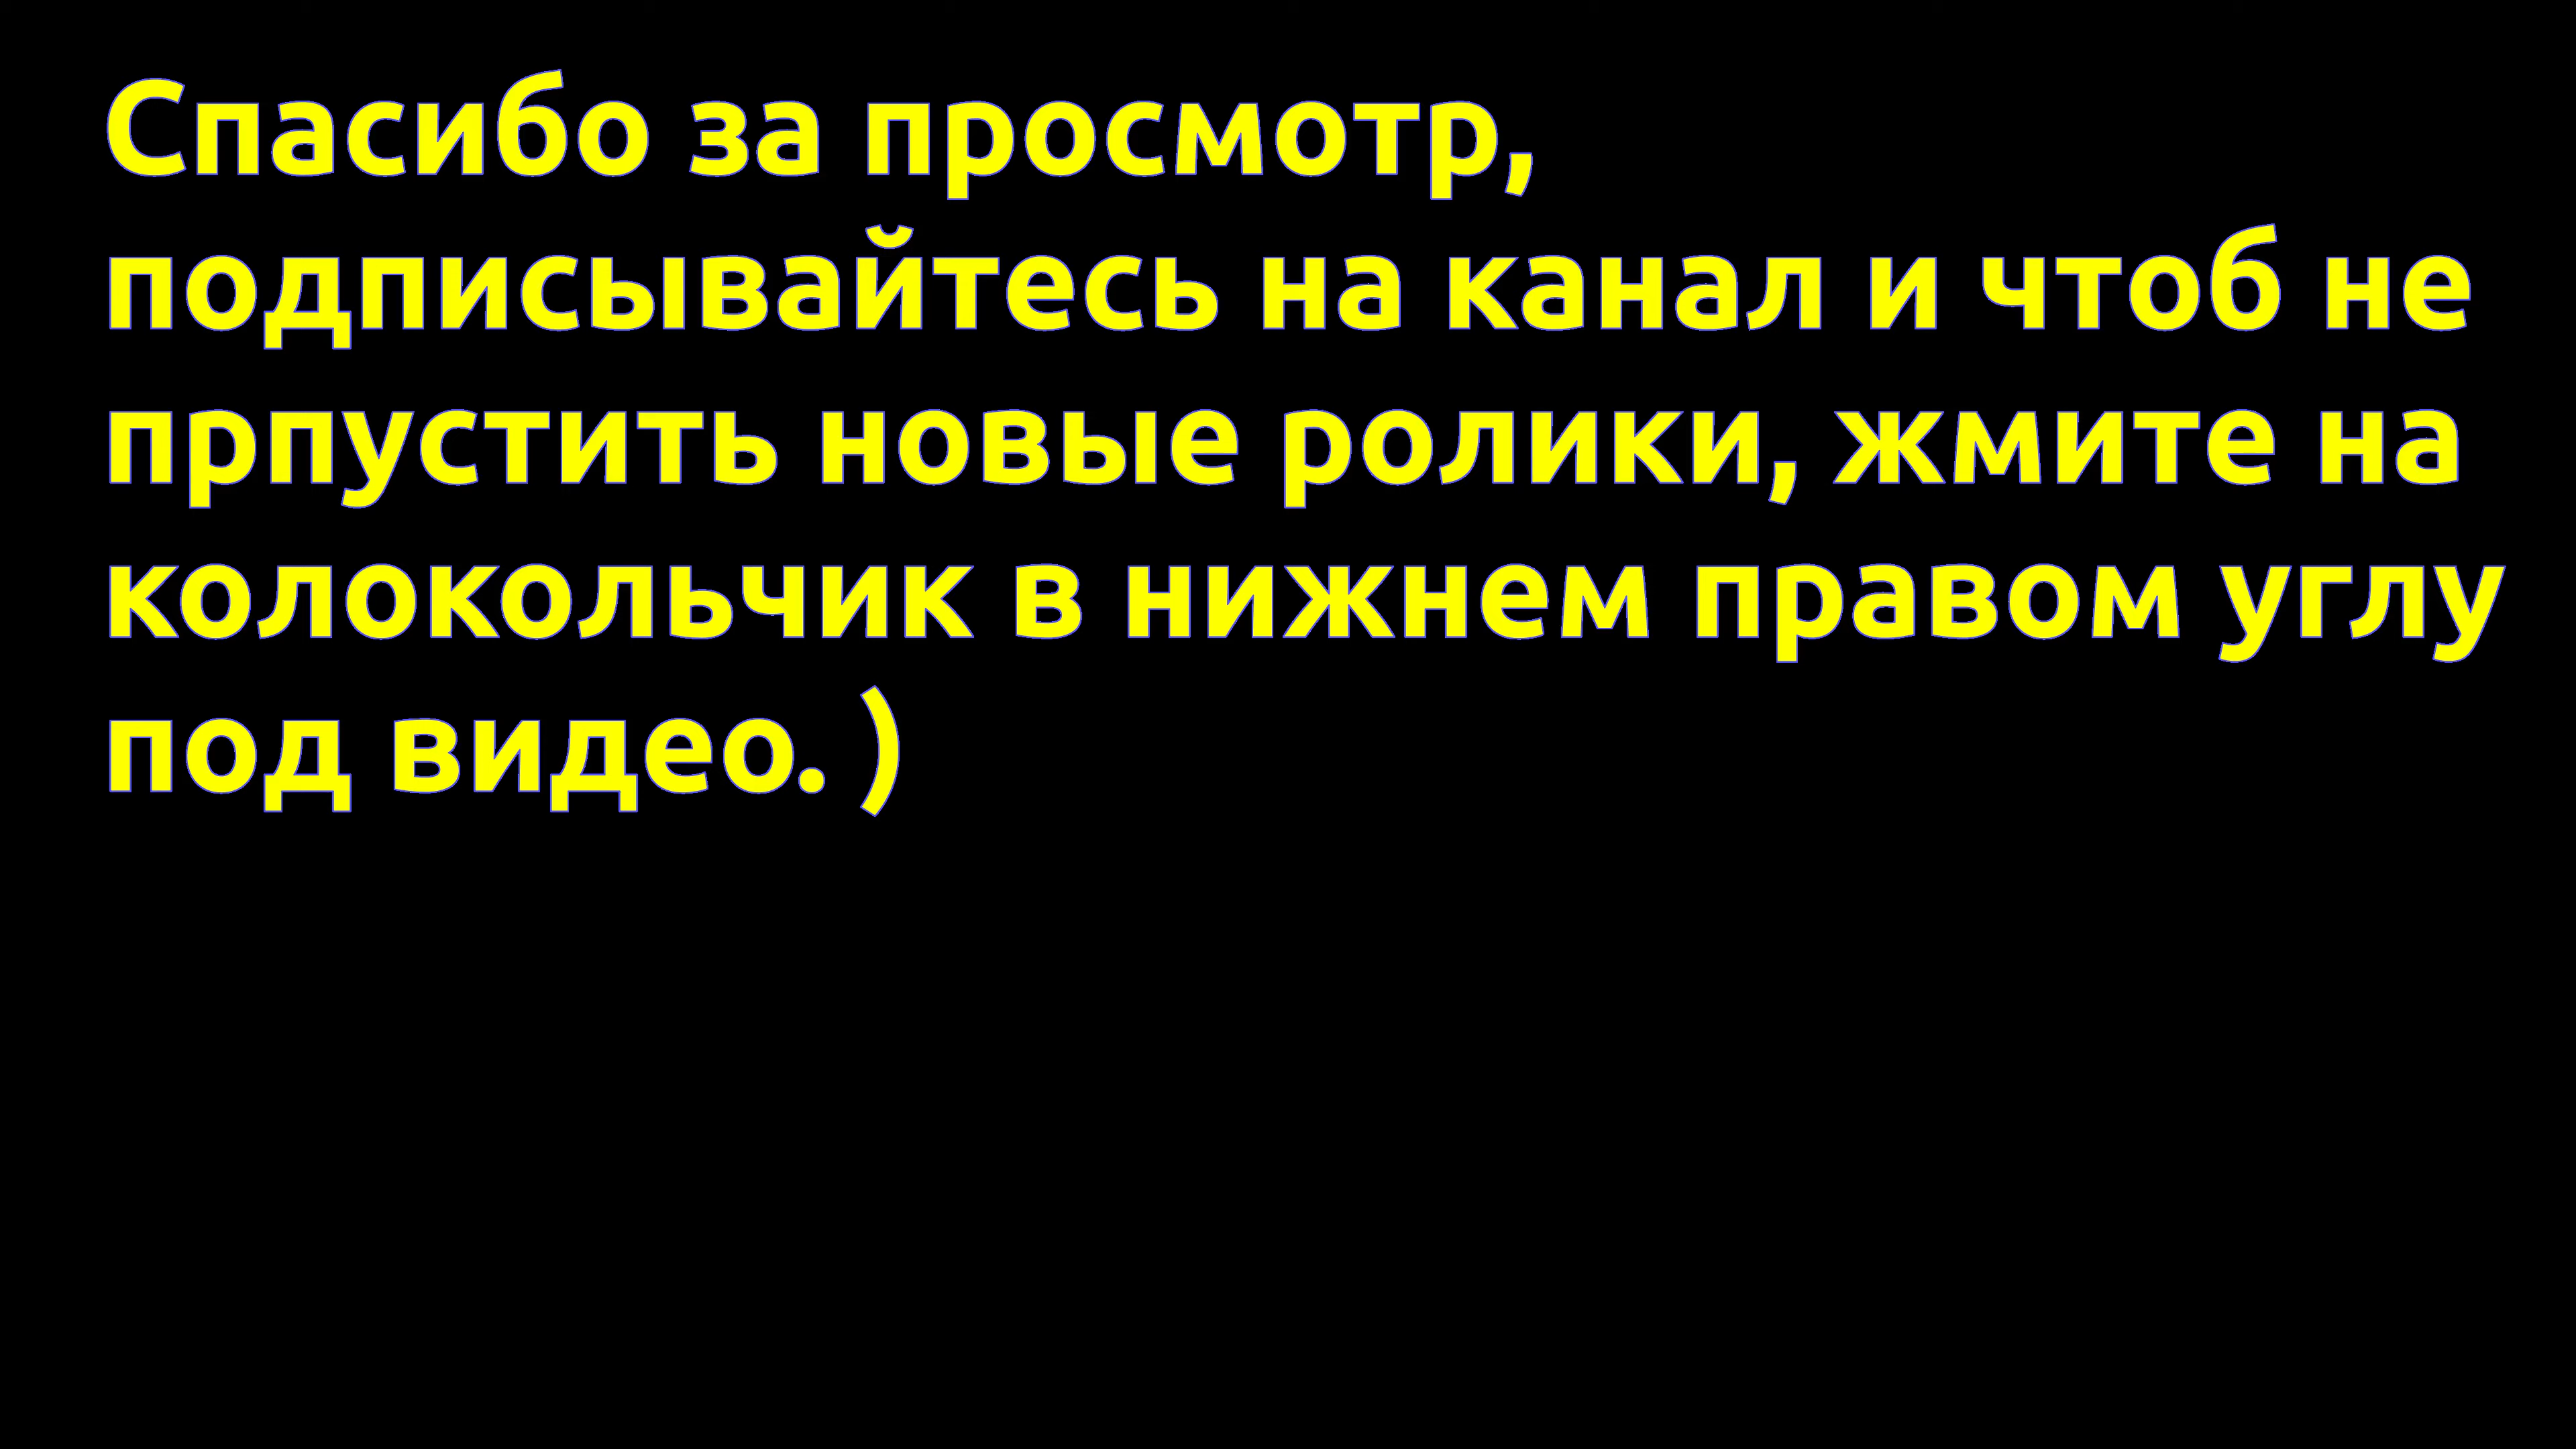 Спасибо за просмотр,
подписывайтесь на канал и чтоб не
прпустить новые ролики, жмите на
колокольчик в нижнем правом углу
под видео. )